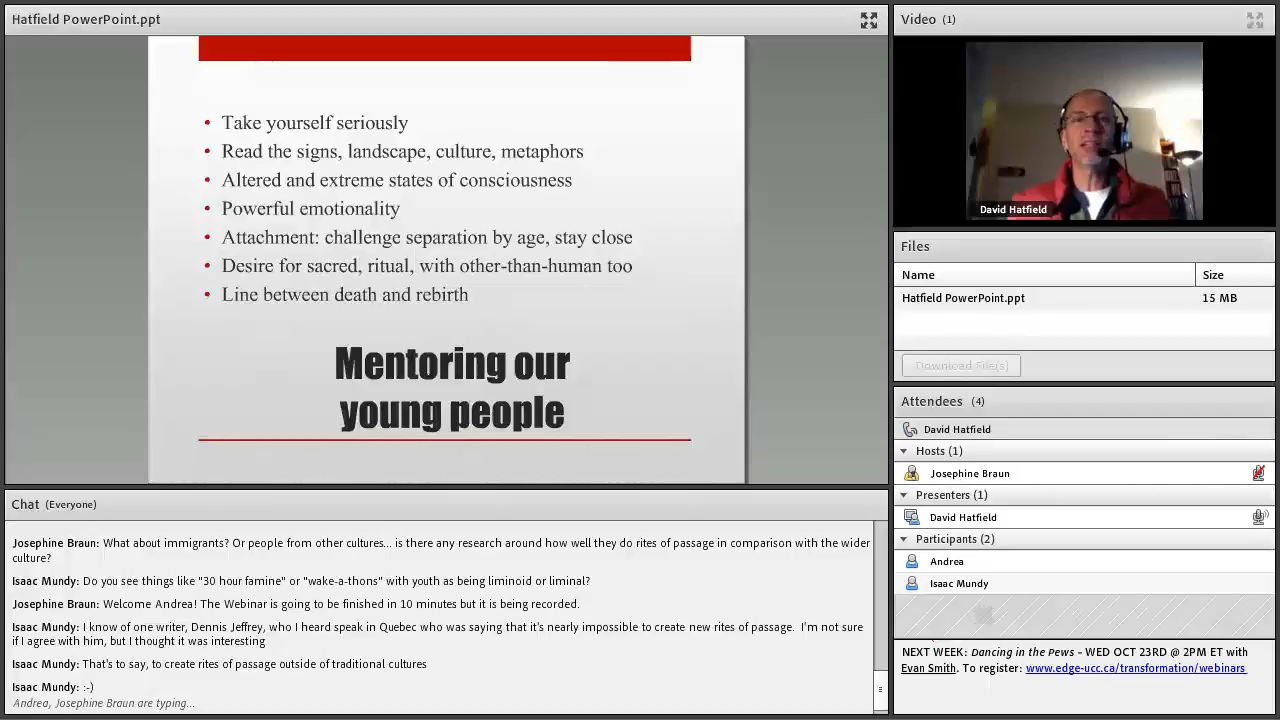 Hatfield PowerPoint.ppt
• Take yourself seriously
• Read the signs, landscape, culture, metaphors
• Altered and extreme states of consciousness
• Powerful emotionality
• Attachment: challenge separation by age, stay close
• Desire for sacred, ritual, with other-than-human too
• Line between death and rebirth
Mentoring our
young people
Chat (Everyone)
Josephine Braun: What about immigrants? Or people from other cultures... is there any research around how well they do rites of passage in comparison with the wider
culture?
Isaac Mundy: Do you see things like "30 hour famine" or "wake-a-thons" with youth as being liminoid or liminal?
Josephine Braun: Welcome Andrea! The Webinar is going to be finished in 10 minutes but it is being recorded.
Isaac Mundy: I know of one writer, Dennis Jeffrey, who I heard speak in Quebec who was saying that it's nearly impossible to create new rites of passage.  I'm not sure
if I agree with him, but I thought it was interesting
Isaac Mundy: That's to say, to create rites of passage outside of traditional cultures
Isaac Mundy: :-)
Andrea, Josephine Braun are typing...
Video (1)
David Hatfield
Files
Name Size
Hatfield PowerPoint.ppt 15 MB
Download File(s)
Attendees (4)
David Hatfield
Hosts (1)
Josephine Braun
Presenters (1)
David Hatfield
Participants (2)
Andrea
Isaac Mundy
NEXT WEEK: Dancing in the Pews - WED OCT 23RD @ 2PM ET with
Evan Smith. To register: www.edge-ucc.ca/transformation/webinars